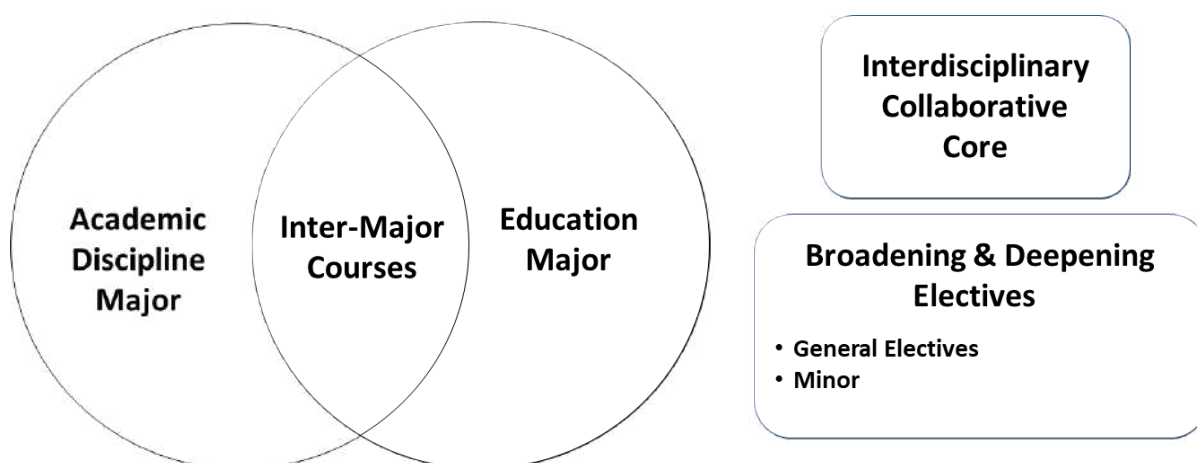 Academic
Discipline
Major
Inter-Major
Courses
Education
Major
Interdisciplinary
Collaborative
Core
Broadening & Deepening
Electives
• General Electives
• Minor